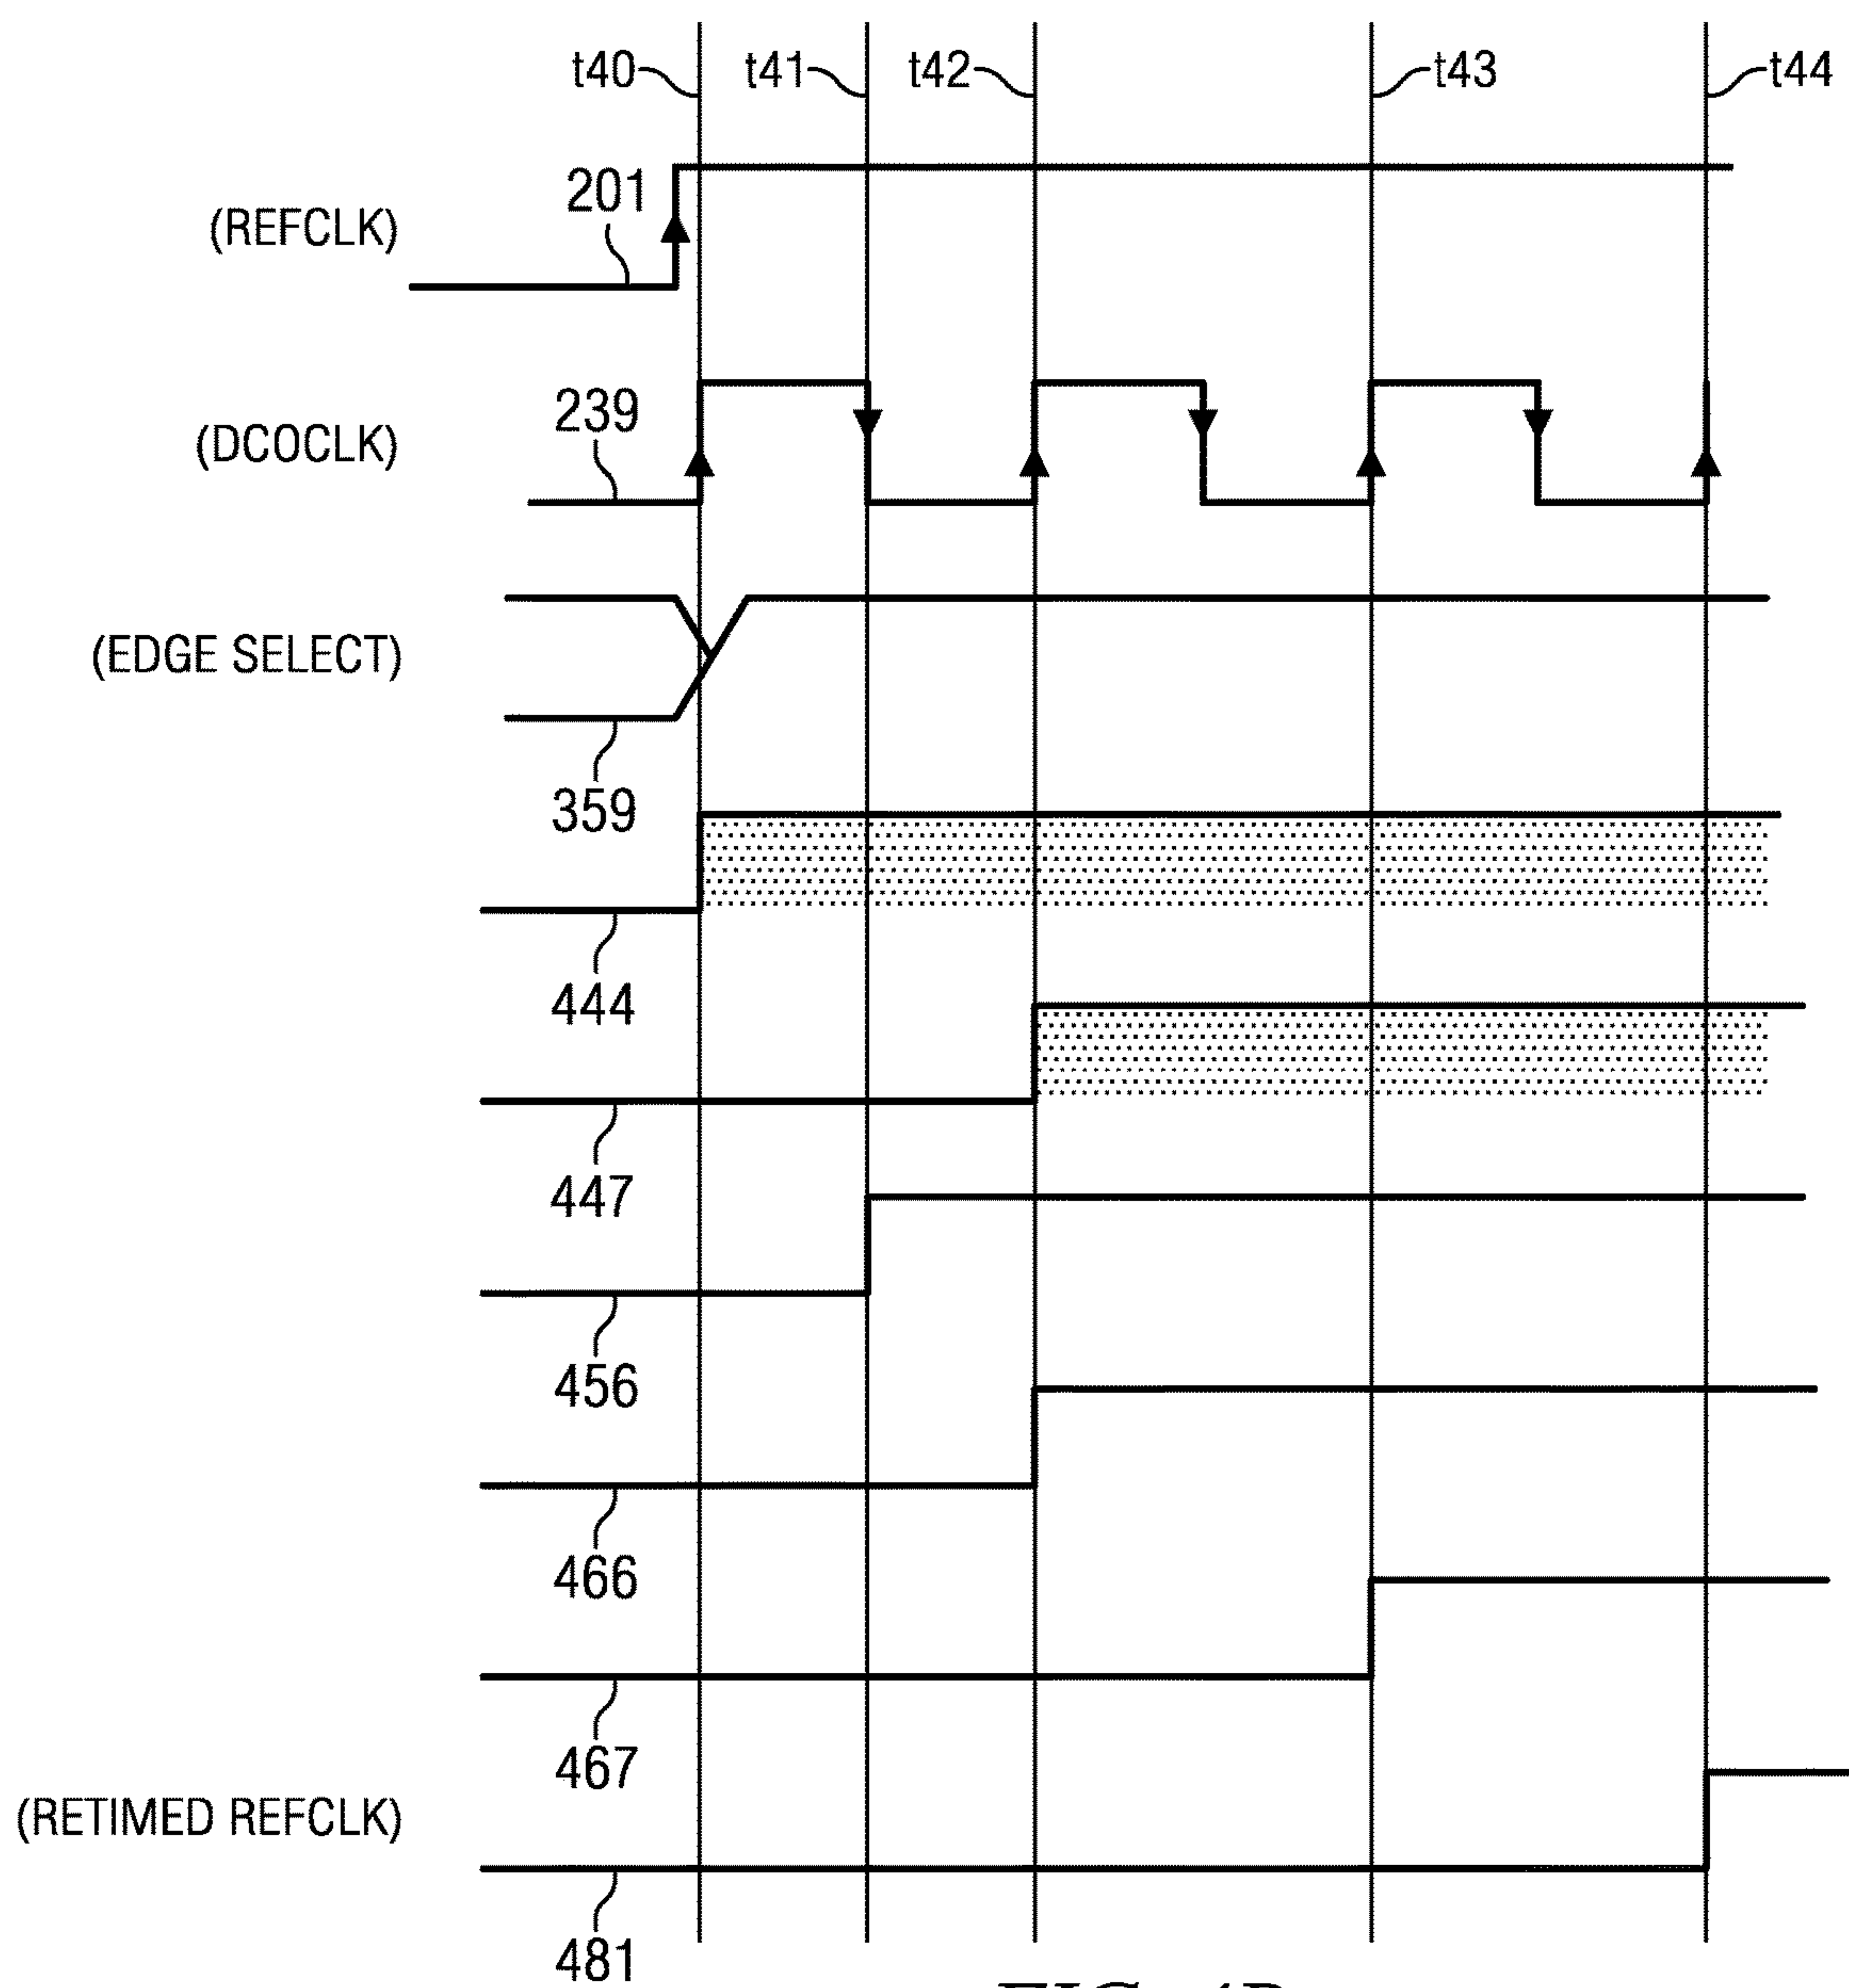 t40 t41 t42 t43 t44
201
(REFCLK)
239
(DCOCLK)
(EDGE SELECT)
359
444
447
456
466
467
(RETIMED REFCLK)
481